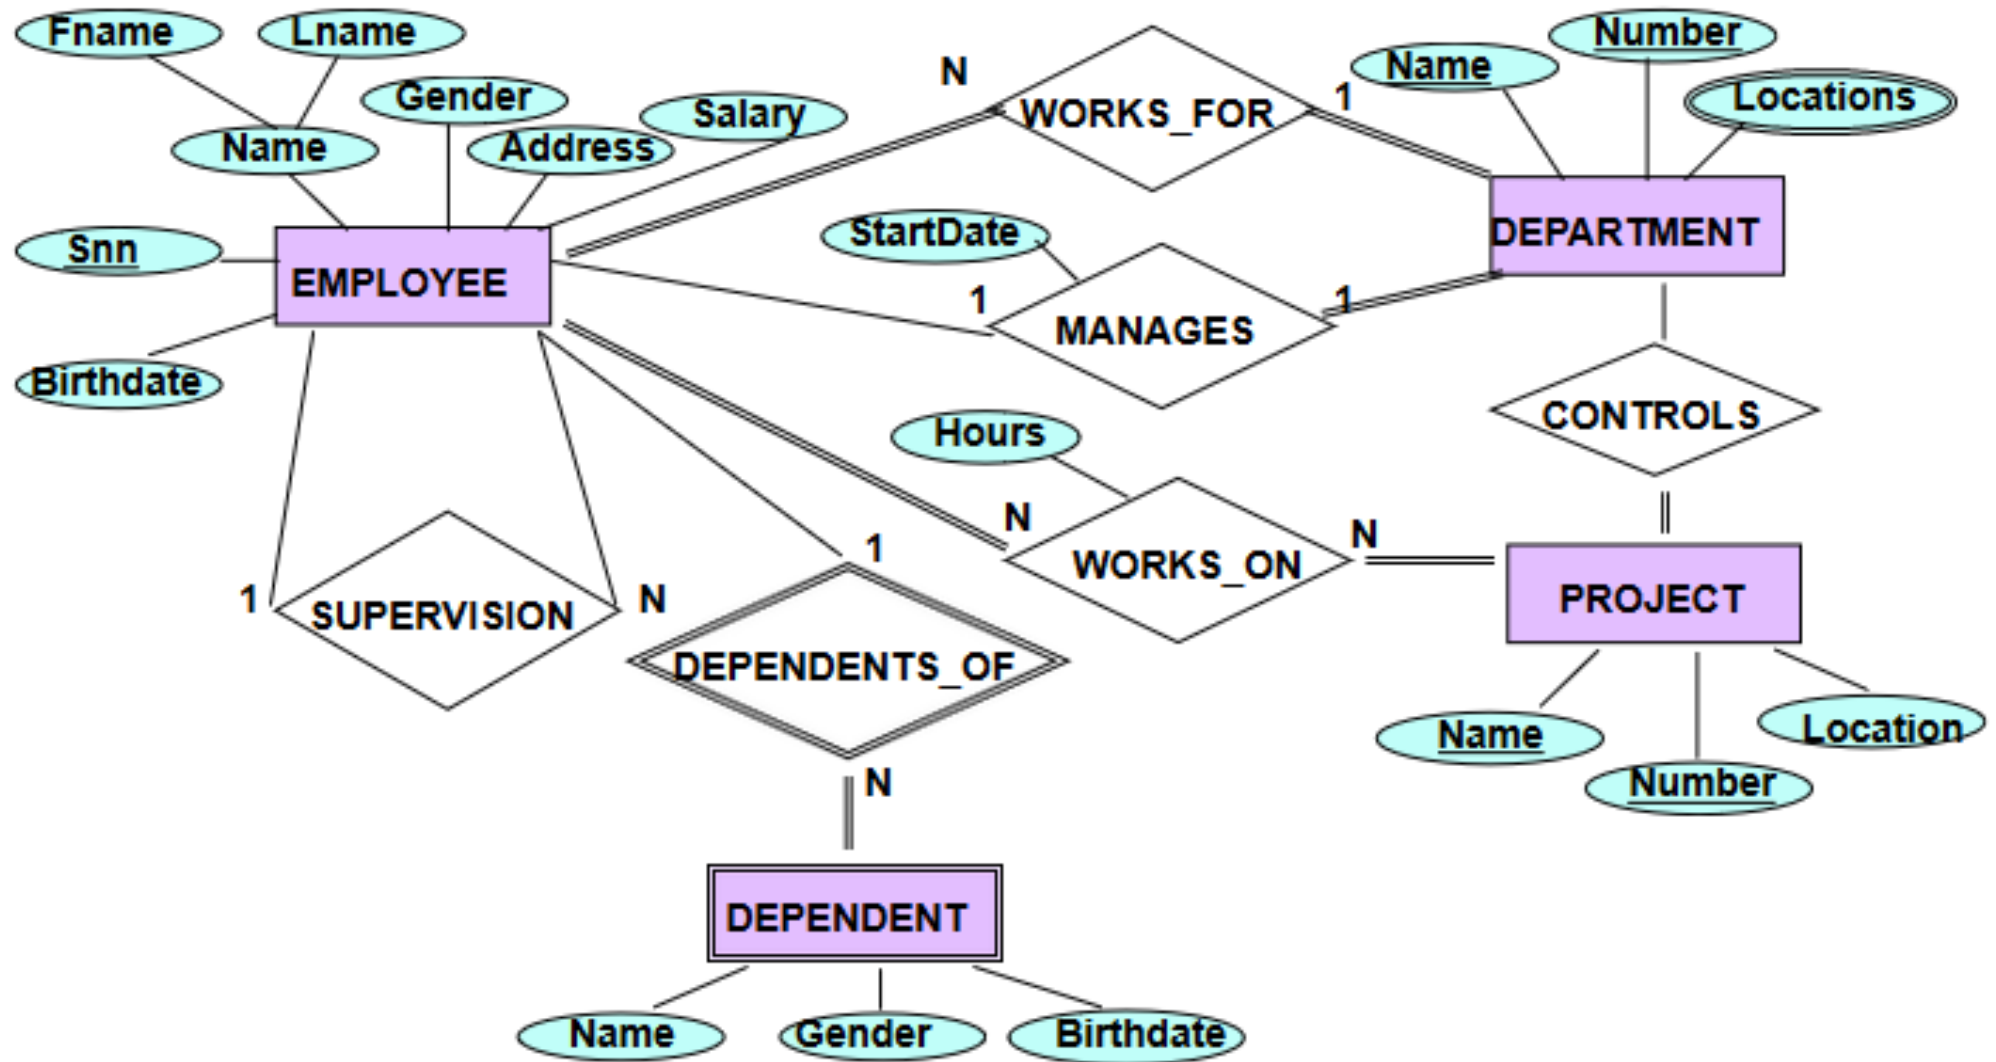 Fname
Lname
Name
Gender
Address
Salary
Snn
EMPLOYEE
Birthdate
N
WORKS_FOR
1
Name
Number
Locations
DEPARTMENT
StartDate
1
MANAGES
1
CONTROLS
Hours
N
WORKS_ON
N
PROJECT
Name
Number
Location
1
SUPERVISION
N
1
DEPENDENTS_OF
N
DEPENDENT
Name
Gender
Birthdate